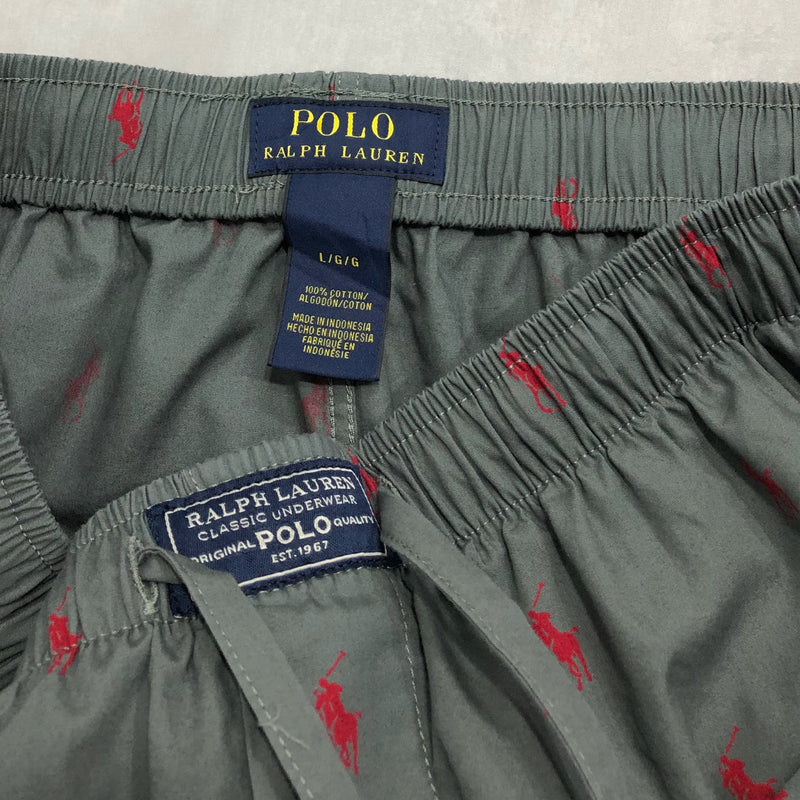 POLO
RALPH LAUREN
L/G/G
100% COTTON/
ALGODÓN/COTON
MADE IN INDONESIA
HECHO EN INDONESIA
FABRIQUÉ EN
INDONÉSIE
RALPH LAUREN
CLASSIC UNDERWEAR
ORIGINAL POLO QUALITY
EST. 1967